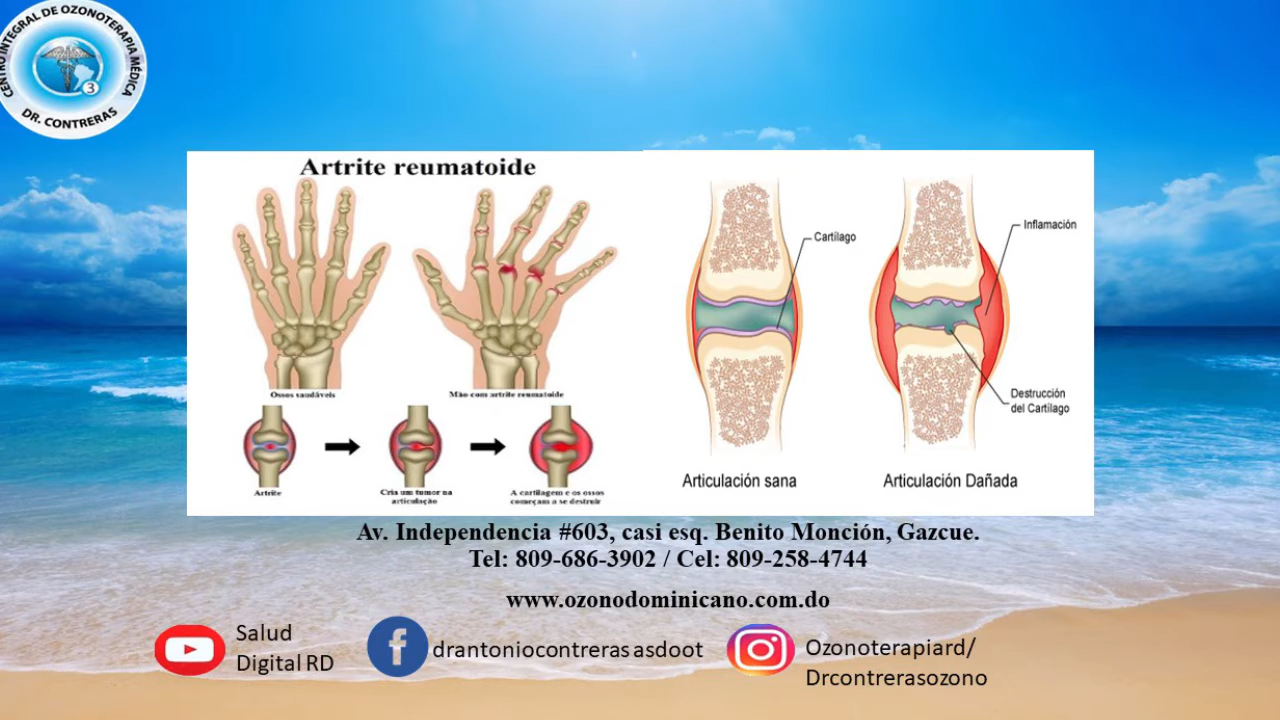 CENTRO INTEGRAL DE OZONOTERAPIA MÉDICA
3
DR. CONTRERAS
Artrite reumatoide
Ossos saudáveis
Mão com artrite reumatoide
Artrite
Cria um tumor na
articulação
A cartilagem e os ossos
começam a se destruir
Cartílago
Inflamación
Destrucción
del Cartílago
Articulación sana
Articulación Dañada
Av. Independencia #603, casi esq. Benito Monción, Gazcue.
Tel: 809-686-3902 / Cel: 809-258-4744
www.ozonodominicano.com.do
Salud
Digital RD
drantoniocontreras asdoot
Ozonoterapiard/
Drcontrerasozono